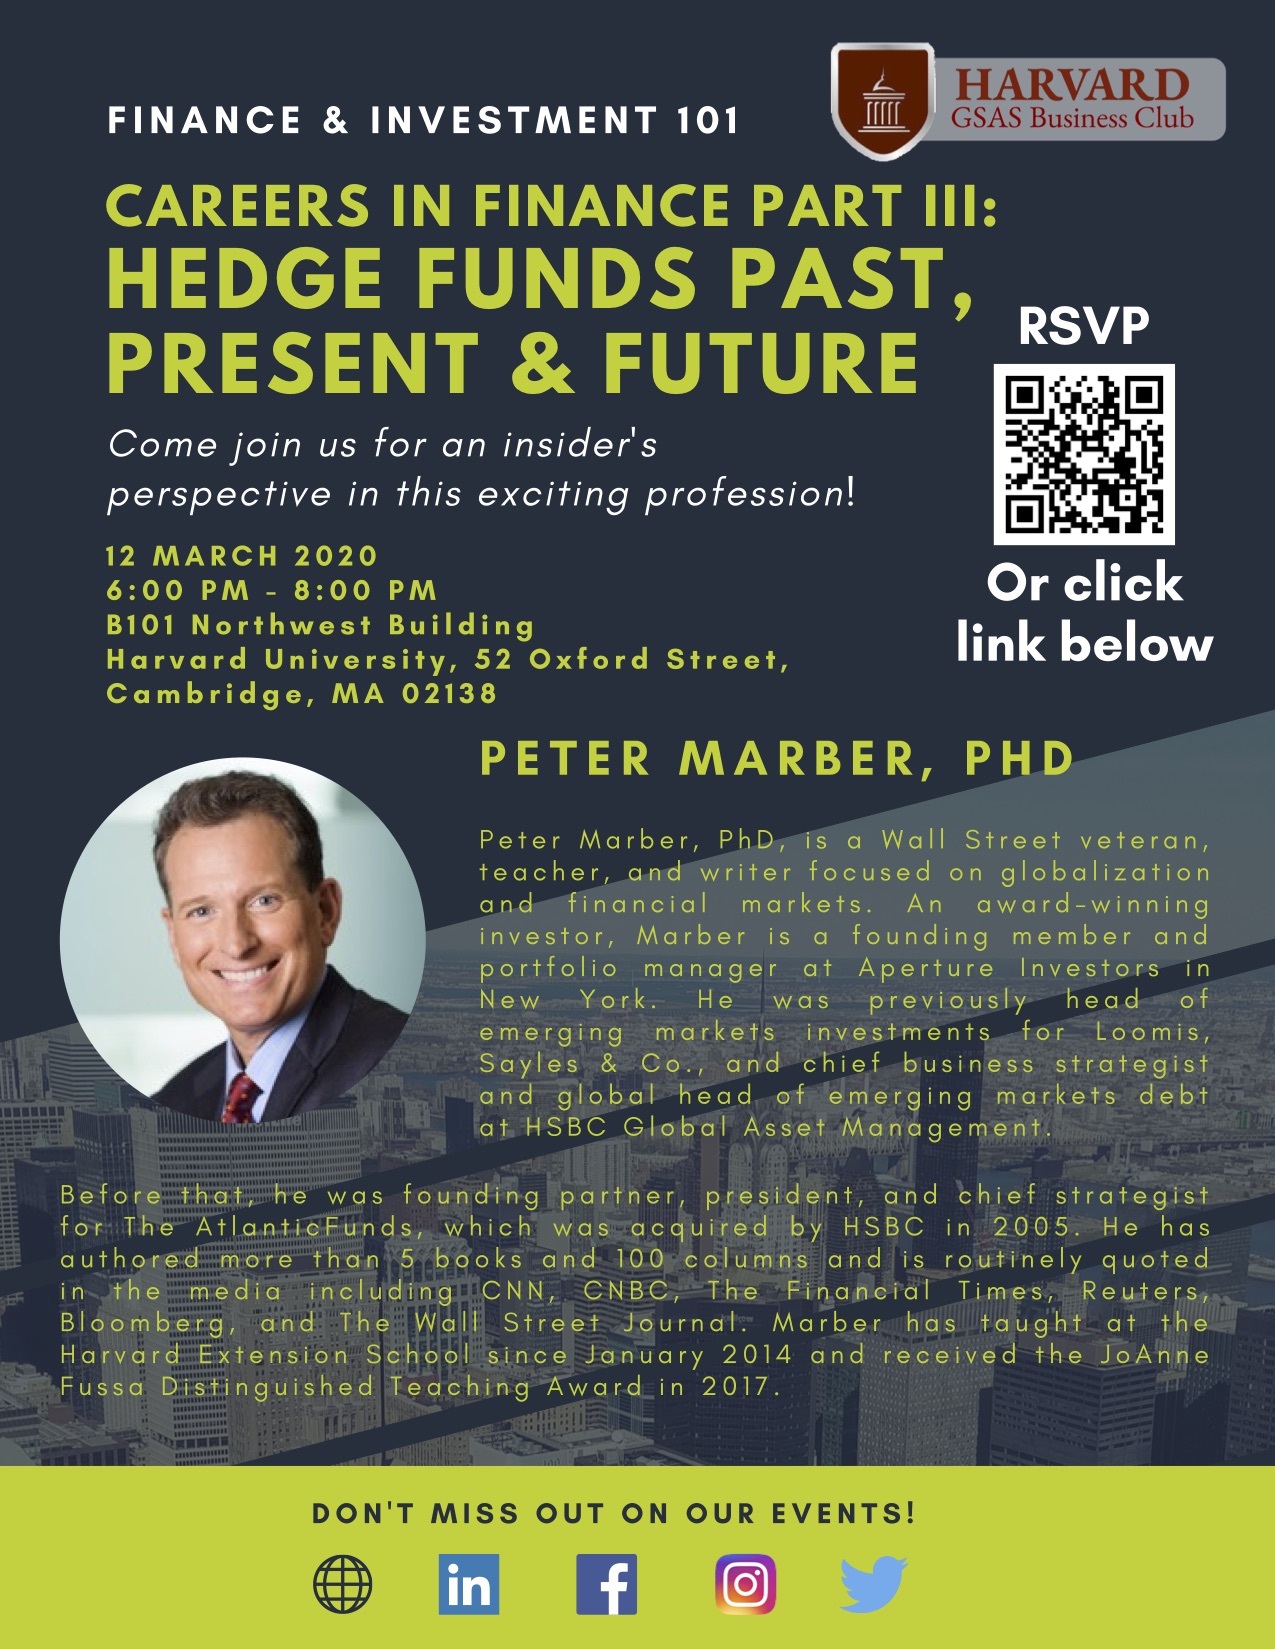 HARVARD
GSAS Business Club
FINANCE & INVESTMENT 101
CAREERS IN FINANCE PART III:
HEDGE FUNDS PAST,
PRESENT & FUTURE
Come join us for an insider's
perspective in this exciting profession!
12 MARCH 2020
6:00 PM - 8:00 PM
B101 Northwest Building
Harvard University, 52 Oxford Street,
Cambridge, MA 02138
RSVP
Or click
link below
PETER MARBER, PHD
Peter Marber, PhD, is a Wall Street veteran,
teacher, and writer focused on globalization
and financial markets. An award-winning
investor, Marber is a founding member and
portfolio manager at Aperture Investors in
New York. He was previously head of
emerging markets investments for Loomis,
Sayles & Co., and chief business strategist
and global head of emerging markets debt
at HSBC Global Asset Management.
Before that, he was founding partner, president, and chief strategist
for The AtlanticFunds, which was acquired by HSBC in 2005. He has
authored more than 5 books and 100 columns and is routinely quoted
in the media including CNN, CNBC, The Financial Times, Reuters,
Bloomberg, and The Wall Street Journal. Marber has taught at the
Harvard Extension School since January 2014 and received the JoAnne
Fussa Distinguished Teaching Award in 2017.
DON'T MISS OUT ON OUR EVENTS!
in
f